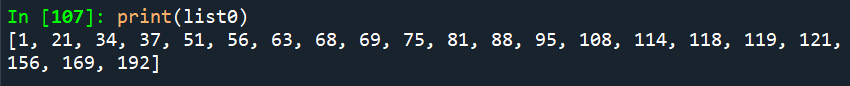 In [107]: print(list0)
[1, 21, 34, 37, 51, 56, 63, 68, 69, 75, 81, 88, 95, 108, 114, 118, 119, 121,
156, 169, 192]